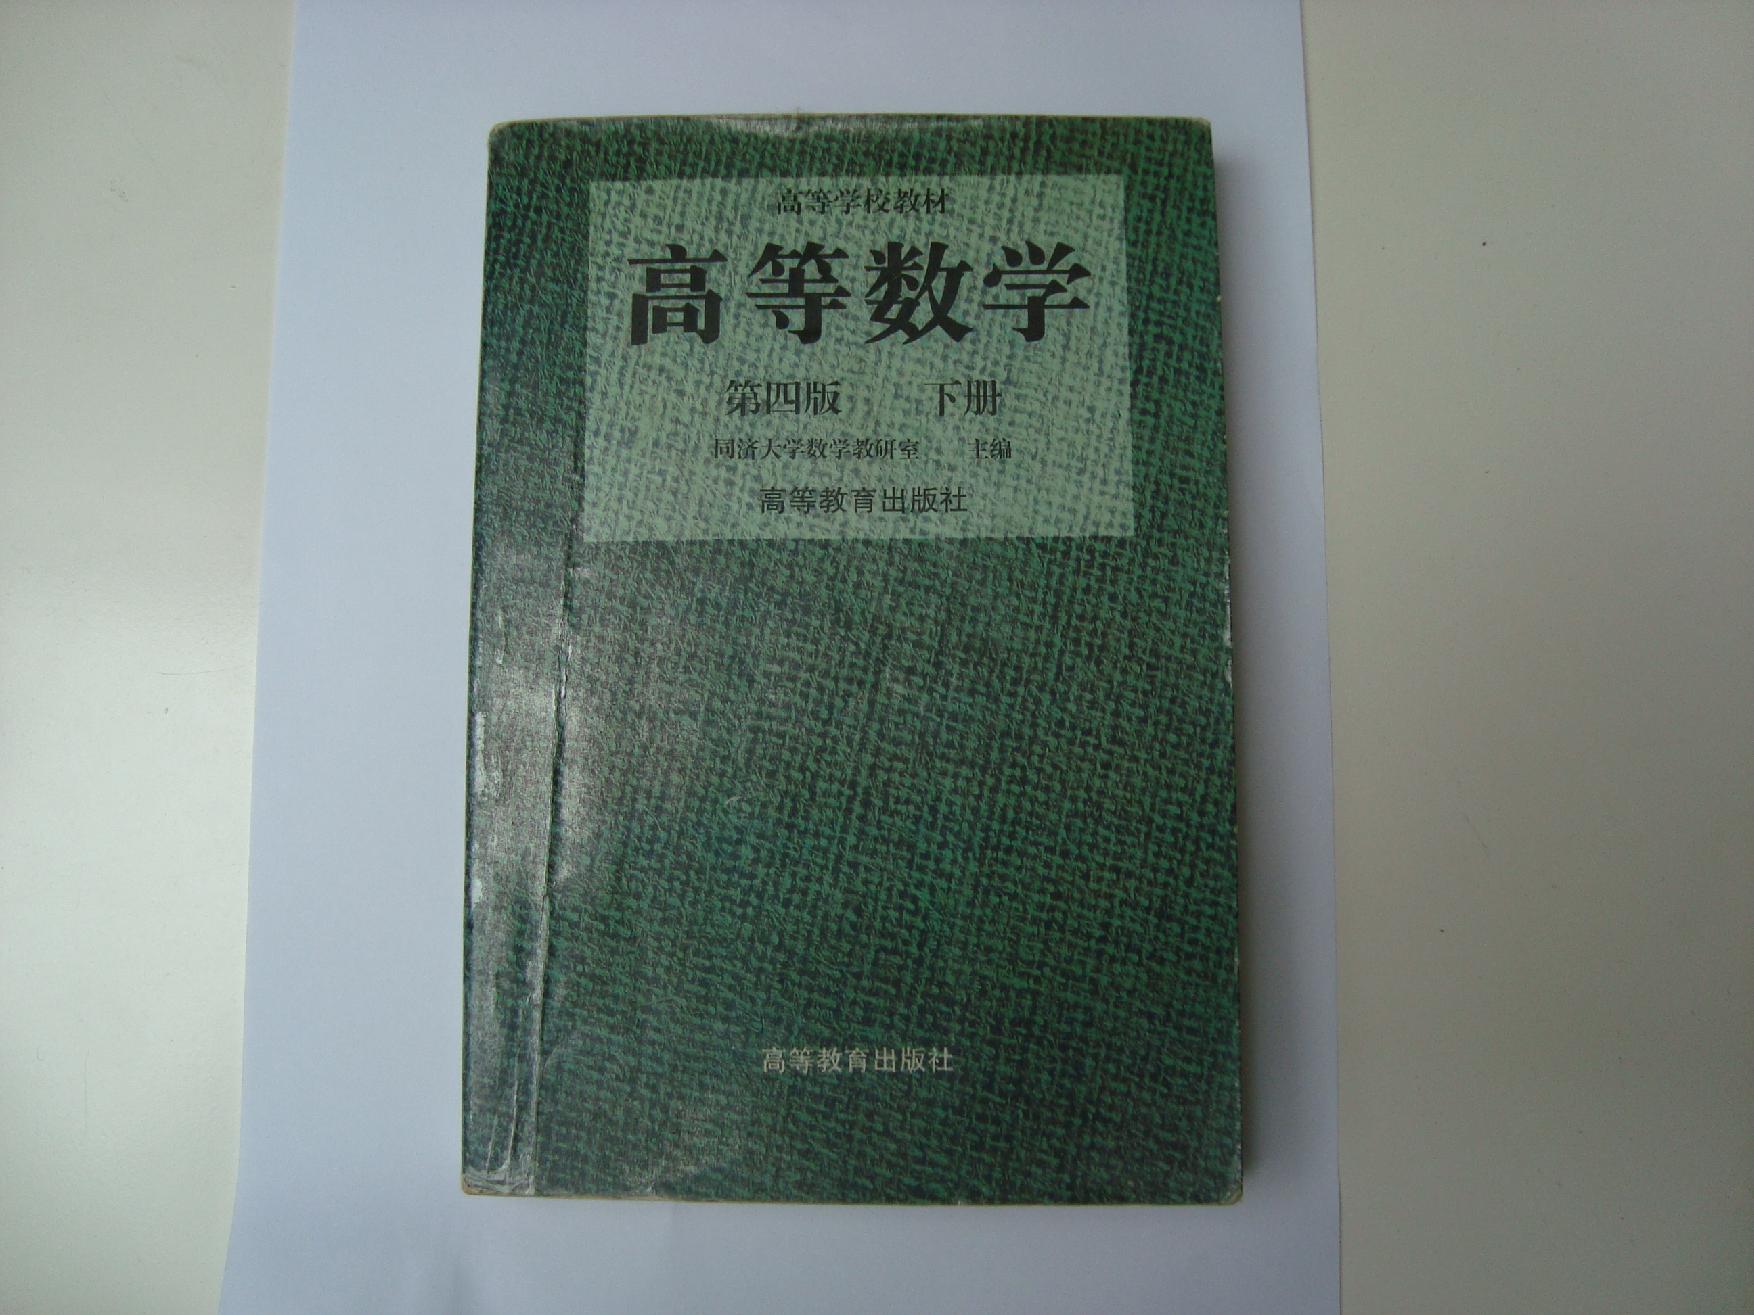 高等学校教材
高等数学
第四版 下册
同济大学数学教研室 主编
高等教育出版社
高等教育出版社